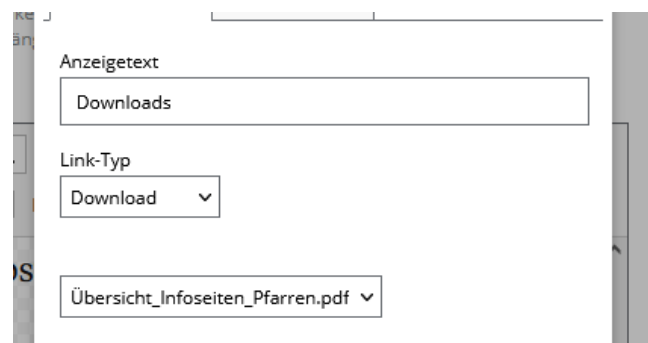 Anzeigetext
Downloads
Link-Typ
Download
Übersicht_Infoseiten_Pfarren.pdf